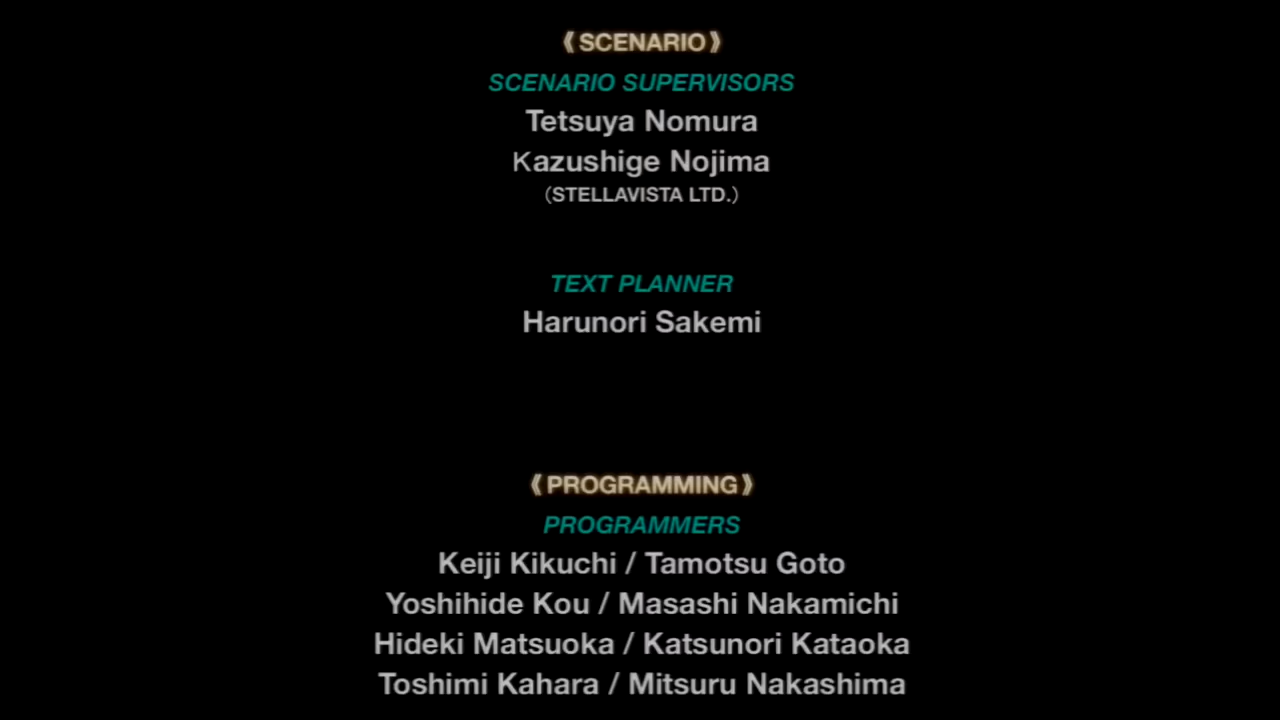 《SCENARIO》
SCENARIO SUPERVISORS
Tetsuya Nomura
Kazushige Nojima
(STELLAVISTA LTD.)
TEXT PLANNER
Harunori Sakemi
《PROGRAMMING》
PROGRAMMERS
Keiji Kikuchi / Tamotsu Goto
Yoshihide Kou / Masashi Nakamichi
Hideki Matsuoka / Katsunori Kataoka
Toshimi Kahara / Mitsuru Nakashima